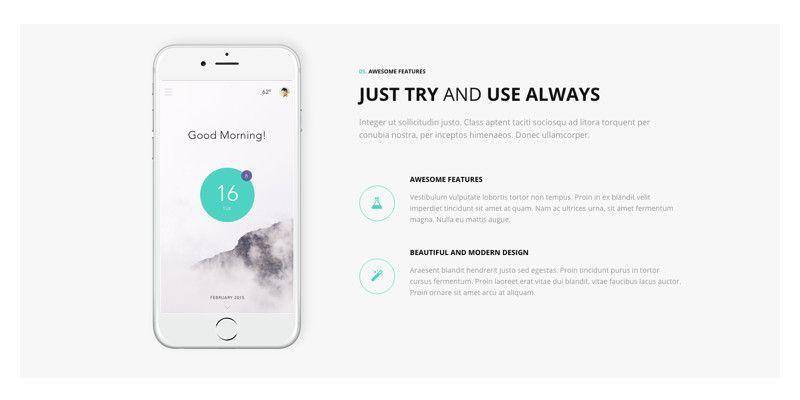 62°
Good Morning!
16
FEBRUARY 2015
05. AWESOME FEATURES
JUST TRY AND USE ALWAYS
Integer ut sollicitudin justo. Class aptent taciti sociosqu ad litora torquent per
conubia nostra, per inceptos himenaeos. Donec ullamcorper.
AWESOME FEATURES
Vestibulum vulputate lobortis tortor non tempus. Proin in ex blandit velit
imperdiet tincidunt sit amet at quam. Nam ac ultrices urna, sit amet fermentum
magna. Nulla eu mattis augue.
BEAUTIFUL AND MODERN DESIGN
Araesent blandit hendrerit justo sed egestas. Proin tincidunt purus in tortor
cursus fermentum. Proin laoreet erat vitae dui blandit, vitae faucibus lacus auctor.
Proin ornare sit amet arcu at aliquam.